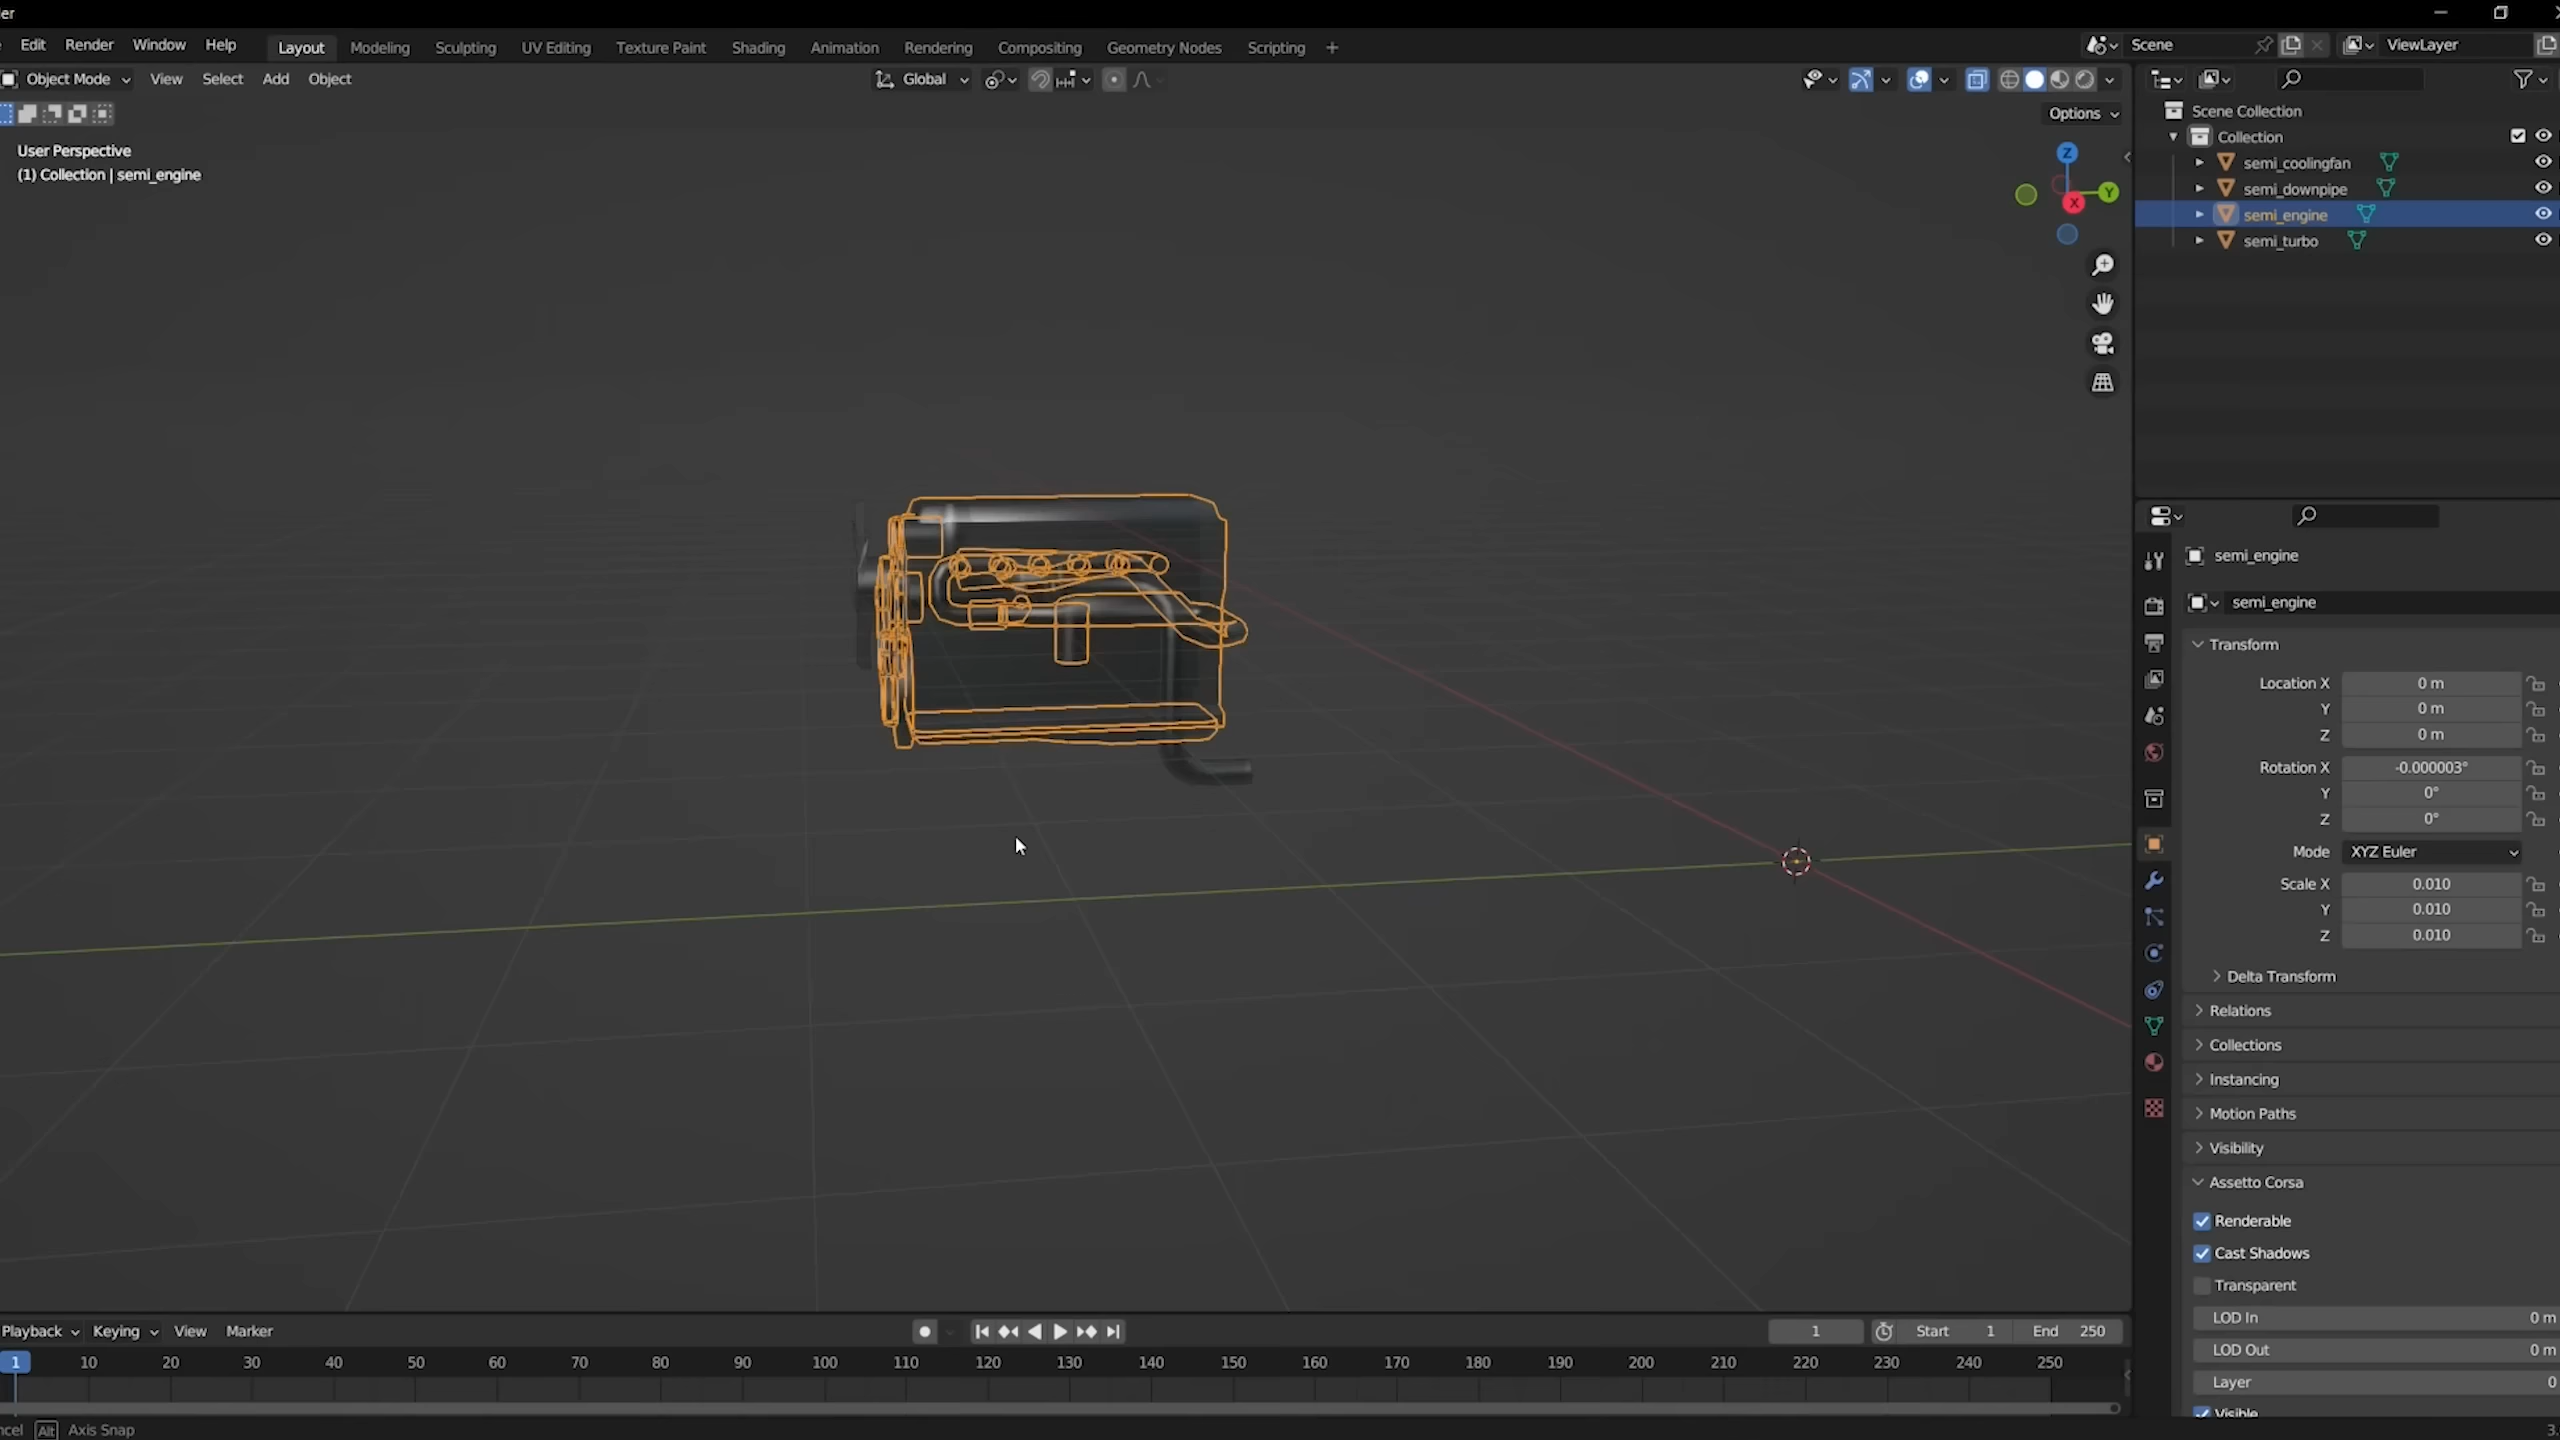 er
Edit Render Window Help Layout Modeling Sculpting UV Editing Texture Paint Shading Animation Rendering Compositing Geometry Nodes Scripting + Scene ViewLayer
Object Mode View Select Add Object Global
Options
User Perspective
(1) Collection | semi_engine
Z
Y
X
Scene Collection
Collection
semi_coolingfan
semi_downpipe
semi_engine
semi_turbo
semi_engine
semi_engine
Transform
Location X 0 m
Y 0 m
Z 0 m
Rotation X -0.000003°
Y 0°
Z 0°
Mode XYZ Euler
Scale X 0.010
Y 0.010
Z 0.010
Delta Transform
Relations
Collections
Instancing
Motion Paths
Visibility
Assetto Corsa
Renderable
Cast Shadows
Transparent
LOD In 0 m
LOD Out 0 m
Layer 0
Visible
Playback Keying View Marker 1 Start 1 End 250
1 10 20 30 40 50 60 70 80 90 100 110 120 130 140 150 160 170 180 190 200 210 220 230 240 250
ncel Alt Axis Snap 3.